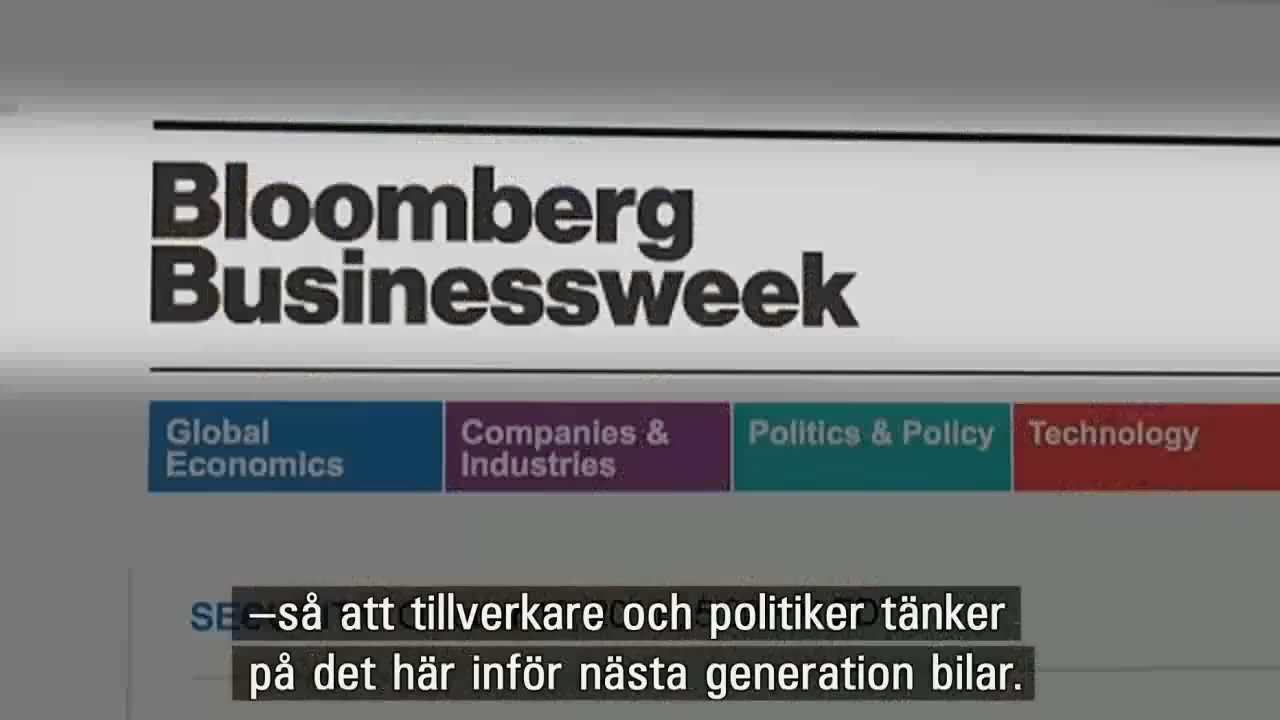 Bloomberg
Businessweek
Global
Economics
Companies &
Industries
Politics & Policy
Technology
–så att tillverkare och politiker tänker
på det här inför nästa generation bilar.